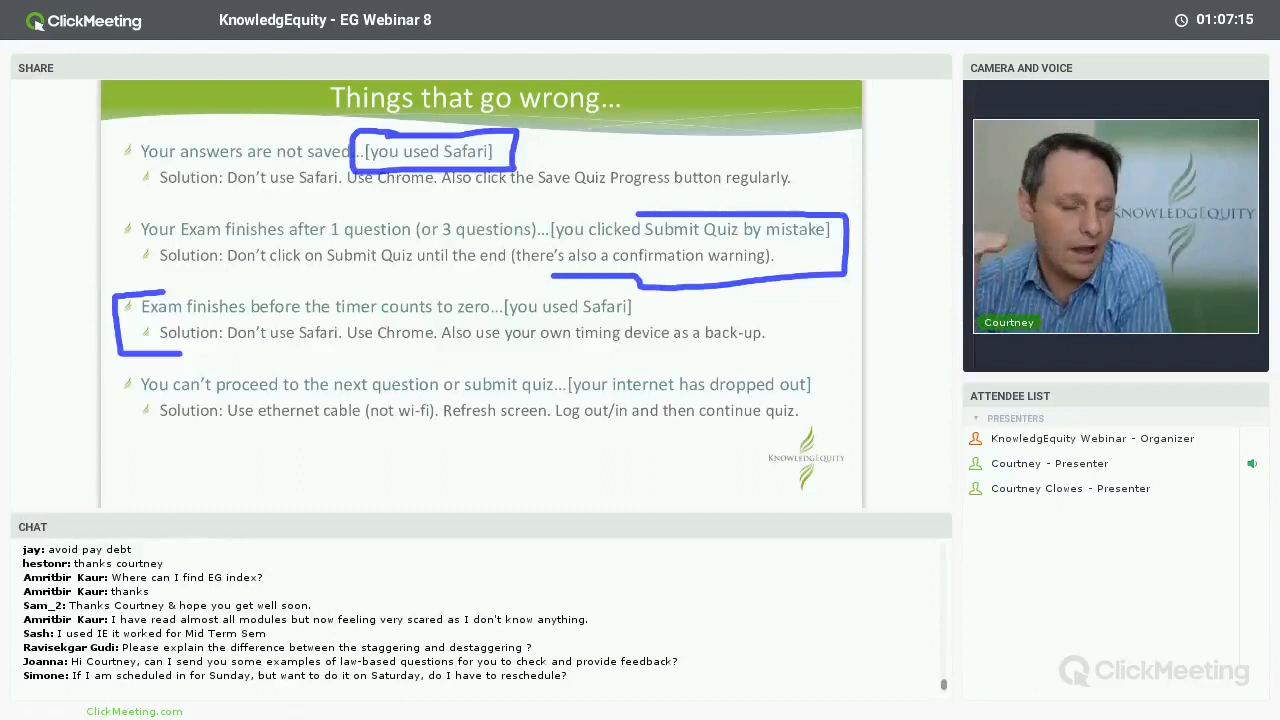 ClickMeeting
KnowledgEquity - EG Webinar 8
01:07:15
SHARE
Things that go wrong...
Your answers are not saved...[you used Safari]
Solution: Don't use Safari. Use Chrome. Also click the Save Quiz Progress button regularly.
Your Exam finishes after 1 question (or 3 questions)...[you clicked Submit Quiz by mistake]
Solution: Don't click on Submit Quiz until the end (there's also a confirmation warning).
Exam finishes before the timer counts to zero...[you used Safari]
Solution: Don't use Safari. Use Chrome. Also use your own timing device as a back-up.
You can't proceed to the next question or submit quiz...[your internet has dropped out]
Solution: Use ethernet cable (not wi-fi). Refresh screen. Log out/in and then continue quiz.
KNOWLEDGEQUITY
CAMERA AND VOICE
KNOWLEDGEQUITY
Courtney
ATTENDEE LIST
PRESENTERS
KnowledgEquity Webinar - Organizer
Courtney - Presenter
Courtney Clowes - Presenter
CHAT
jay: avoid pay debt
hestonr: thanks courtney
Amritbir Kaur: Where can I find EG index?
Amritbir Kaur: thanks
Sam_2: Thanks Courtney & hope you get well soon.
Amritbir Kaur: I have read almost all modules but now feeling very scared as I don't know anything.
Sash: I used IE it worked for Mid Term Sem
Ravisekgar Gudi: Please explain the difference between the staggering and destaggering ?
Joanna: Hi Courtney, can I send you some examples of law-based questions for you to check and provide feedback?
Simone: If I am scheduled in for Sunday, but want to do it on Saturday, do I have to reschedule?
ClickMeeting
ClickMeeting.com